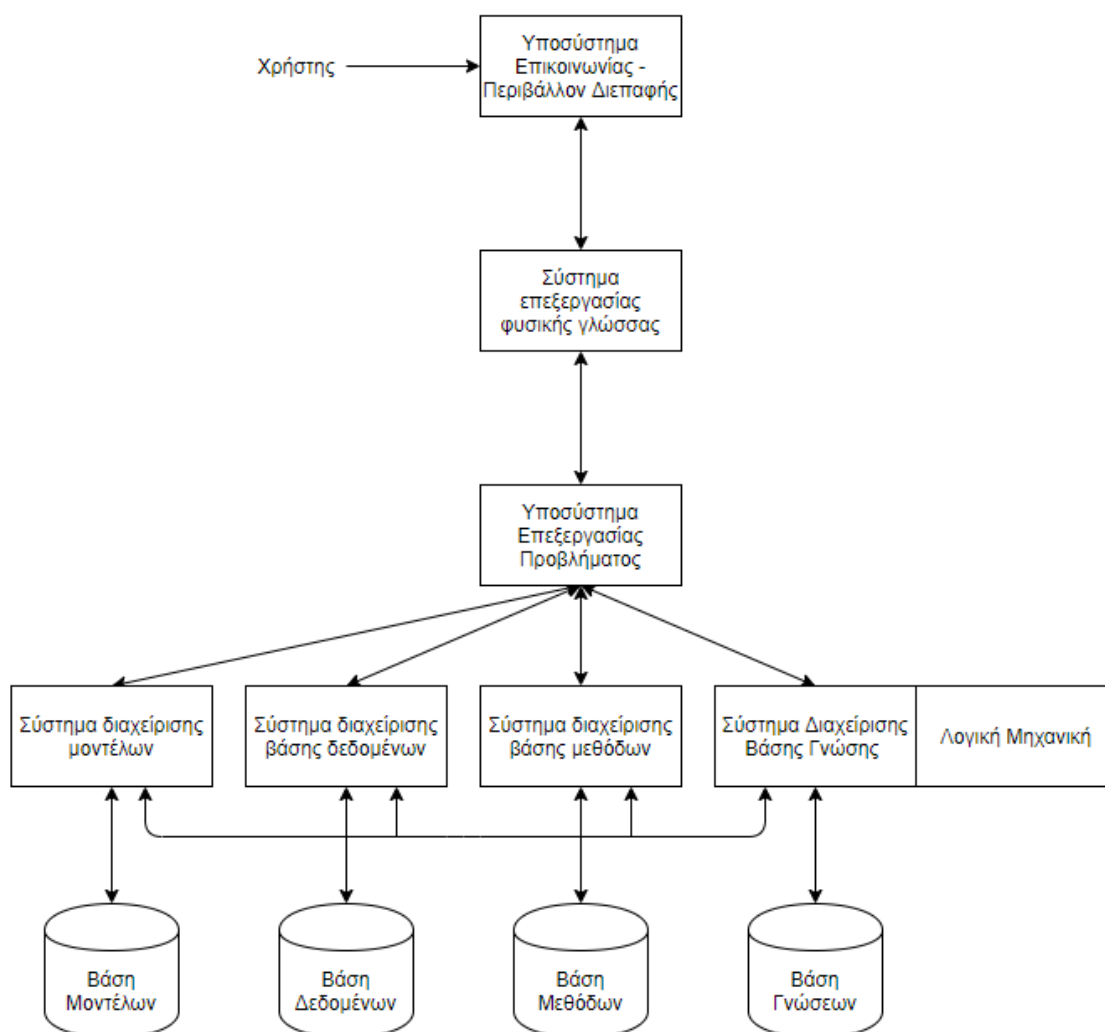 Υποσύστημα
Επικοινωνίας -
Περιβάλλον Διεπαφής
Χρήστης
Σύστημα
επεξεργασίας
φυσικής γλώσσας
Υποσύστημα
Επεξεργασίας
Προβλήματος
Σύστημα διαχείρισης
μοντέλων
Σύστημα διαχείρισης
βάσης δεδομένων
Σύστημα διαχείρισης
βάσης μεθόδων
Σύστημα Διαχείρισης
Βάσης Γνώσης
Λογική Μηχανική
Βάση
Μοντέλων
Βάση
Δεδομένων
Βάση
Μεθόδων
Βάση
Γνώσεων